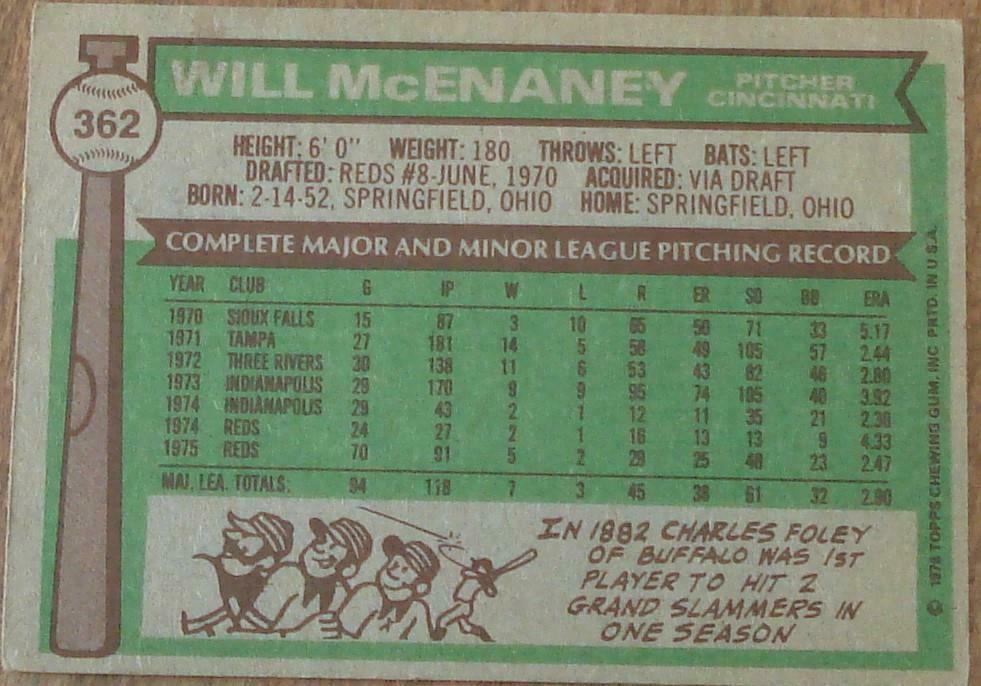 T
362
WILL McENANEY
PITCHER
CINCINNATI
HEIGHT: 6' 0" WEIGHT: 180 THROWS: LEFT BATS: LEFT
DRAFTED: REDS #8-JUNE, 1970 ACQUIRED: VIA DRAFT
BORN: 2-14-52, SPRINGFIELD, OHIO HOME: SPRINGFIELD, OHIO
COMPLETE MAJOR AND MINOR LEAGUE PITCHING RECORD
YEAR CLUB G IP W L R ER SO BB ERA
1970 SIOUX FALLS 15 87 3 10 65 50 71 33 5.17
1971 TAMPA 27 181 14 5 58 49 105 57 2.44
1972 THREE RIVERS 30 138 11 6 53 43 82 46 2.80
1973 INDIANAPOLIS 29 170 9 9 95 74 105 40 3.92
1974 INDIANAPOLIS 29 43 2 1 12 11 35 21 2.30
1974 REDS 24 27 2 1 16 13 13 9 4.33
1975 REDS 70 91 5 2 29 25 48 23 2.47
MAJ. LEA. TOTALS: 94 118 7 3 45 38 61 32 2.90
IN 1882 CHARLES FOLEY
OF BUFFALO WAS 1ST
PLAYER TO HIT 2
GRAND SLAMMERS IN
ONE SEASON
© 1976 TOPPS CHEWING GUM, INC. PRTD. IN U.S.A.